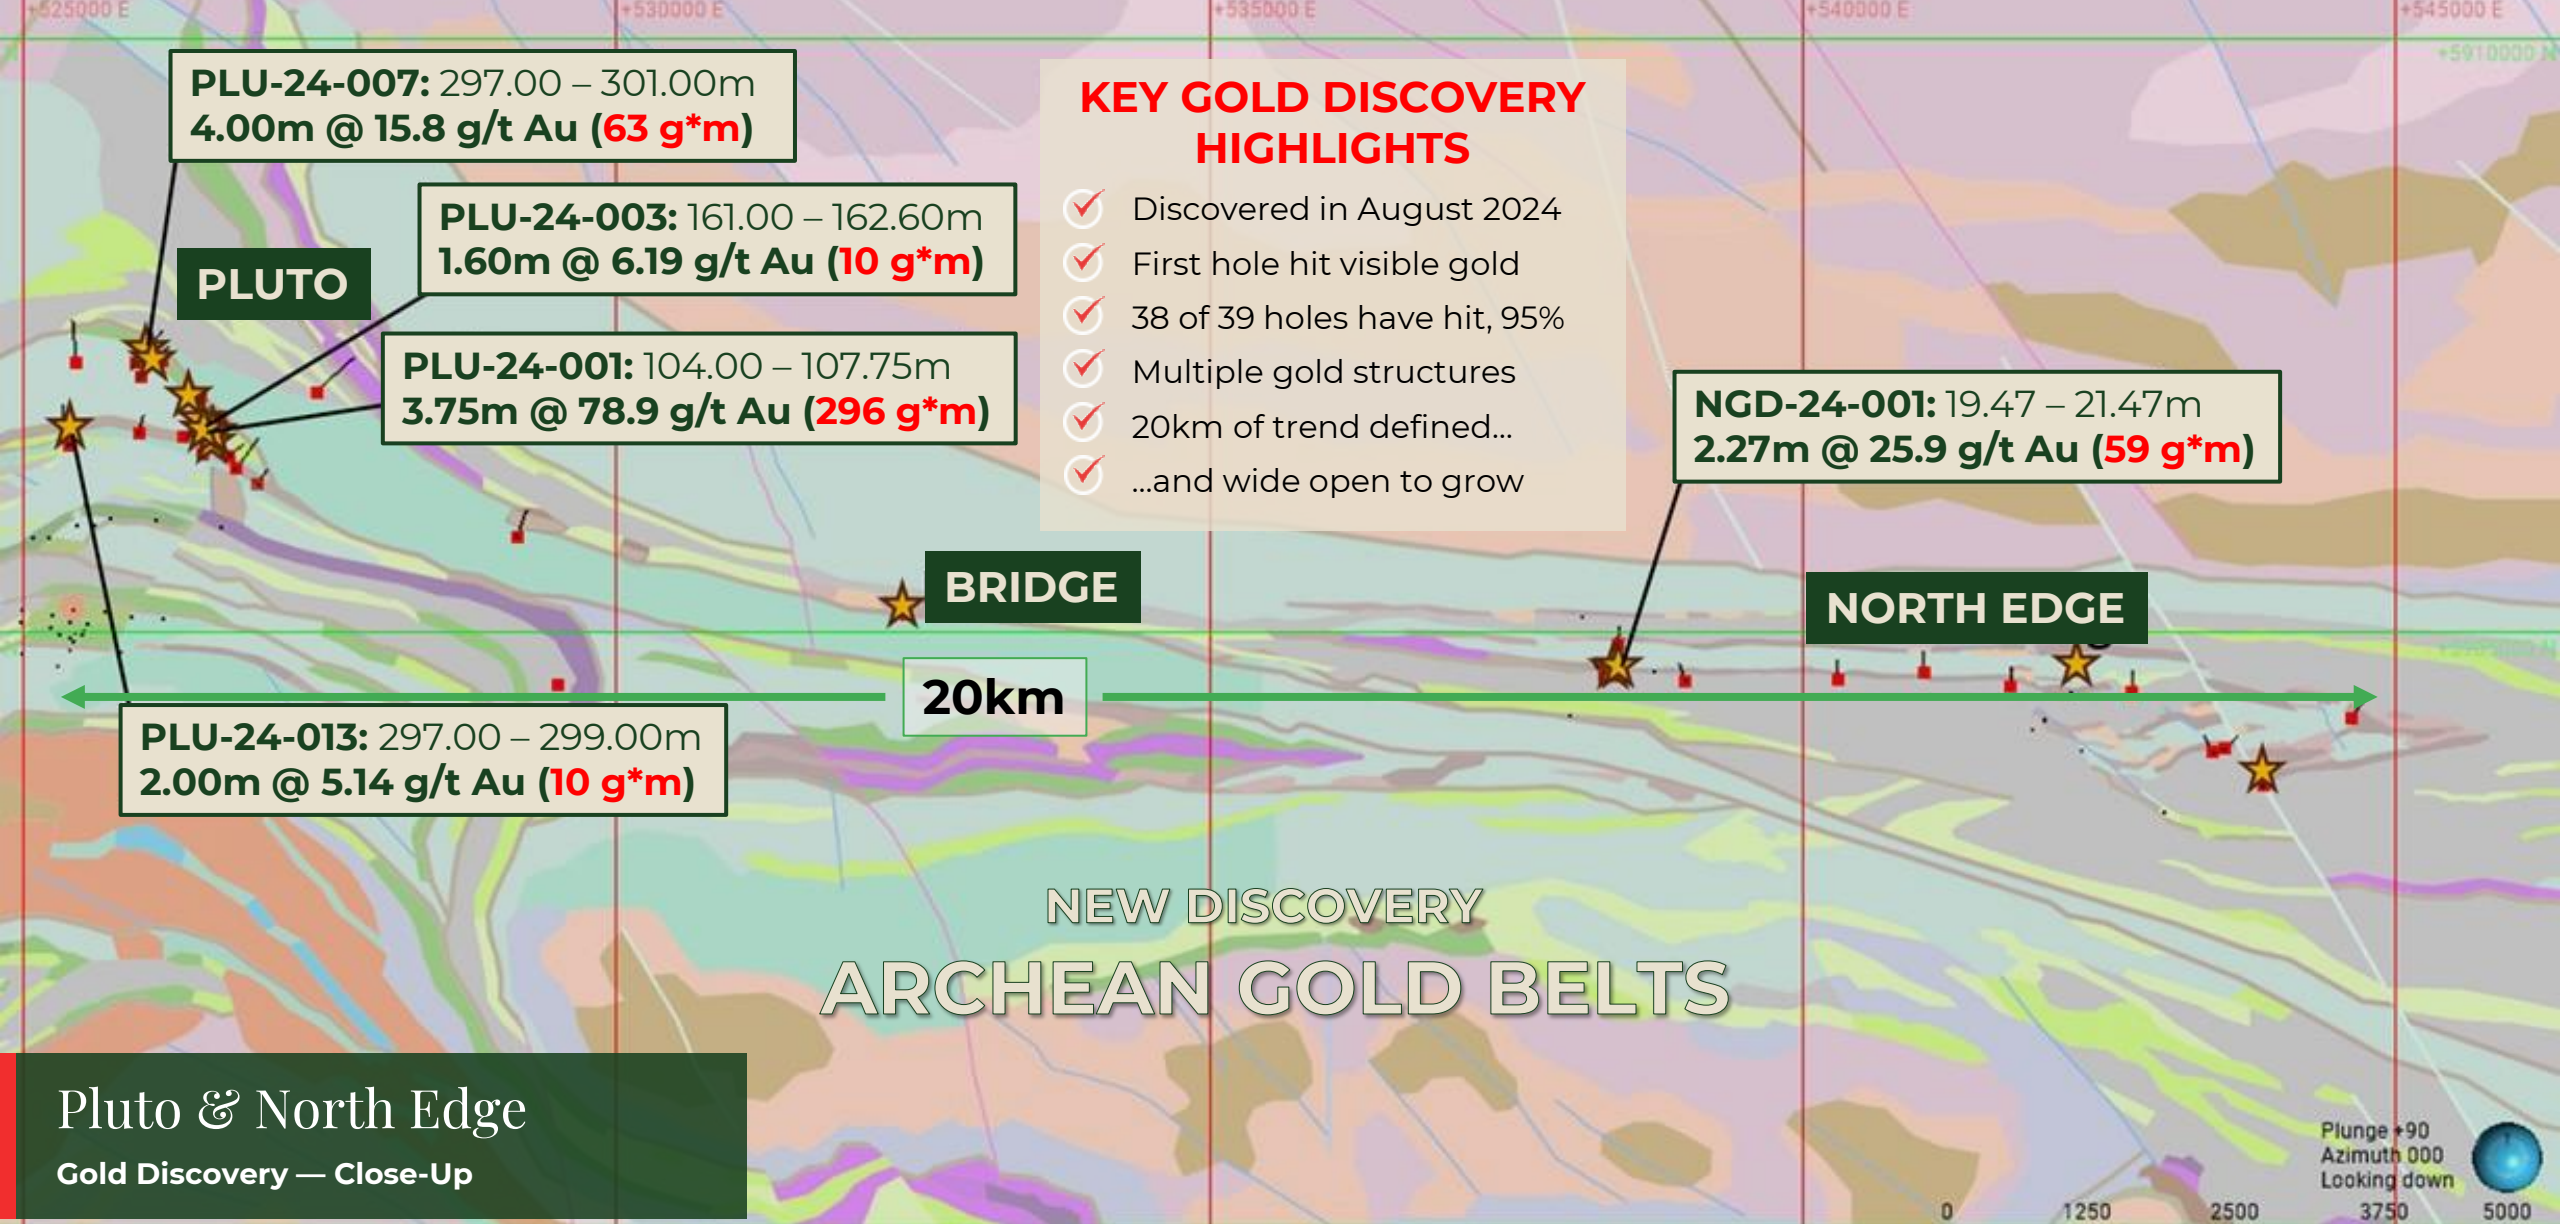 +525000 E
+530000 E
+535000 E
+540000 E
+545000 E
+5910000 N
PLU-24-007: 297.00 – 301.00m
4.00m @ 15.8 g/t Au (63 g*m)
PLU-24-003: 161.00 – 162.60m
1.60m @ 6.19 g/t Au (10 g*m)
PLUTO
PLU-24-001: 104.00 – 107.75m
3.75m @ 78.9 g/t Au (296 g*m)
KEY GOLD DISCOVERY
HIGHLIGHTS
Discovered in August 2024
First hole hit visible gold
38 of 39 holes have hit, 95%
Multiple gold structures
20km of trend defined...
...and wide open to grow
NGD-24-001: 19.47 – 21.47m
2.27m @ 25.9 g/t Au (59 g*m)
BRIDGE
NORTH EDGE
20km
PLU-24-013: 297.00 – 299.00m
2.00m @ 5.14 g/t Au (10 g*m)
NEW DISCOVERY
ARCHEAN GOLD BELTS
Pluto & North Edge
Gold Discovery — Close-Up
Plunge +90
Azimuth 000
Looking down
0 1250 2500 3750 5000